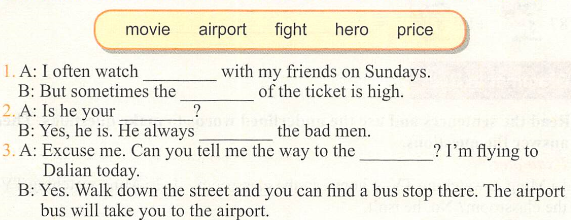 movie airport fight hero price
1. A: I often watch ________ with my friends on Sundays.
B: But sometimes the ________ of the ticket is high.
2. A: Is he your ________?
B: Yes, he is. He always ________ the bad men.
3. A: Excuse me. Can you tell me the way to the ________? I'm flying to
Dalian today.
B: Yes. Walk down the street and you can find a bus stop there. The airport
bus will take you to the airport.